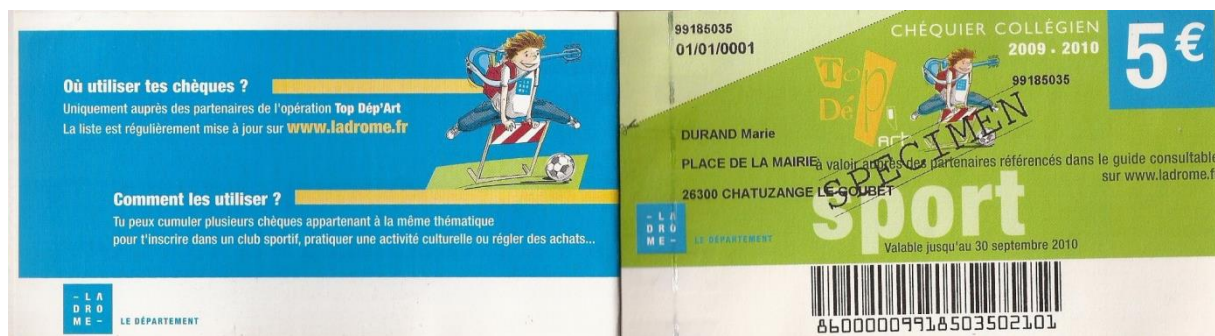 Où utiliser tes chèques ?
Uniquement auprès des partenaires de l'opération Top Dép'Art
La liste est régulièrement mise à jour sur www.ladrome.fr
Comment les utiliser ?
Tu peux cumuler plusieurs chèques appartenant à la même thématique
pour t'inscrire dans un club sportif, pratiquer une activité culturelle ou régler des achats...
– LA
DRO
ME –
LE DÉPARTEMENT
99185035
01/01/0001
CHÉQUIER COLLÉGIEN
2009 . 2010
5€
Top
Dép'
Art
99185035
SPECIMEN
DURAND Marie
PLACE DE LA MAIRIE
à valoir auprès des partenaires référencés dans le guide consultable
sur www.ladrome.f
26300 CHATUZANGE LE GOUBET
sport
– LA
DRO
ME –
LE DÉPARTEMENT
Valable jusqu'au 30 septembre 2010
86000009918503502101